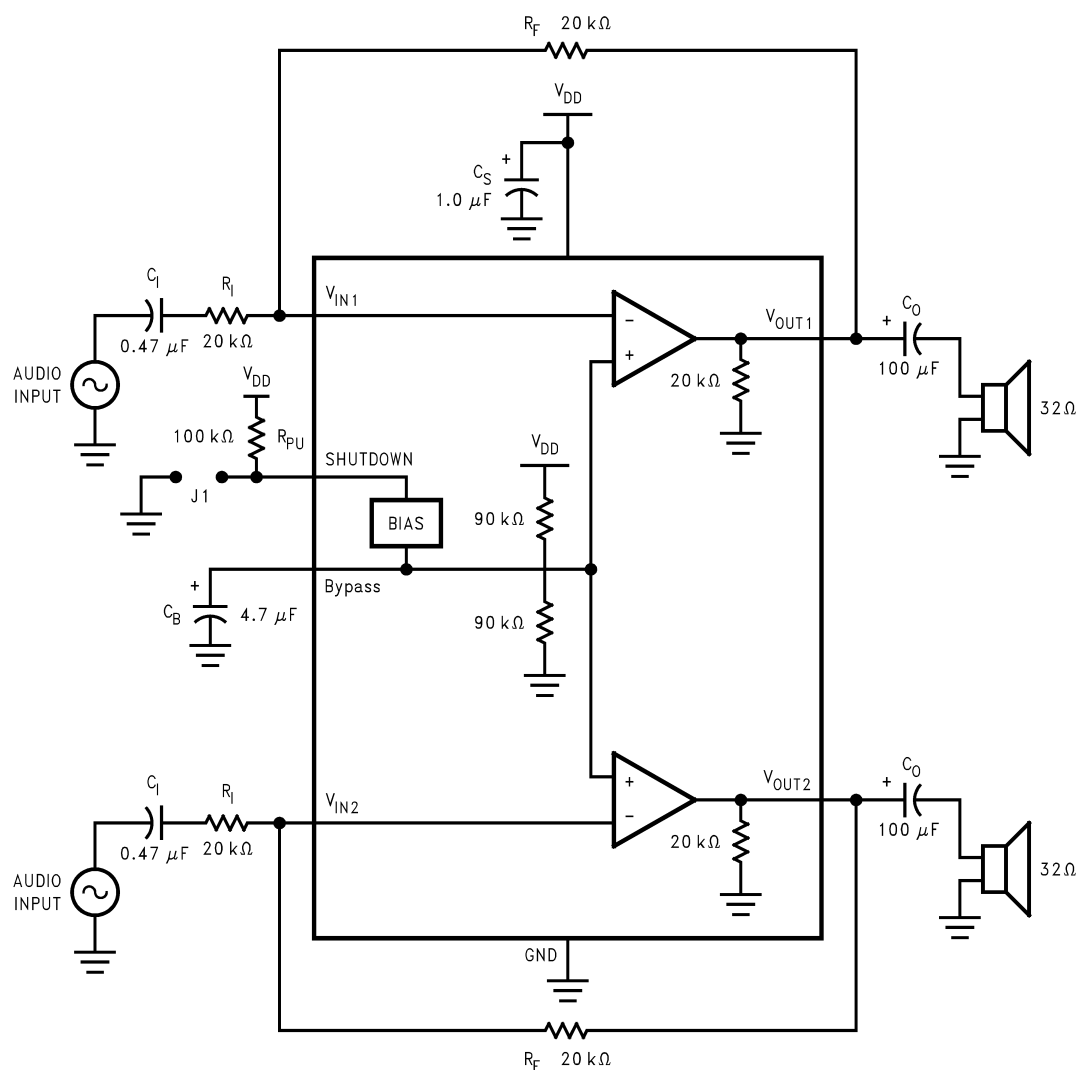 R_F 20 kΩ
V_DD
+
C_S
1.0 μF
C_I
R_I
V_IN1
0.47 μF
20 kΩ
−
+
V_OUT1
C_O
+
100 μF
AUDIO
INPUT
V_DD
100 kΩ
R_PU
20 kΩ
32Ω
SHUTDOWN
J1
V_DD
BIAS
90 kΩ
+
Bypass
C_B
4.7 μF
90 kΩ
C_I
R_I
V_IN2
0.47 μF
20 kΩ
+
−
V_OUT2
C_O
+
100 μF
20 kΩ
32Ω
AUDIO
INPUT
GND
R_F 20 kΩ